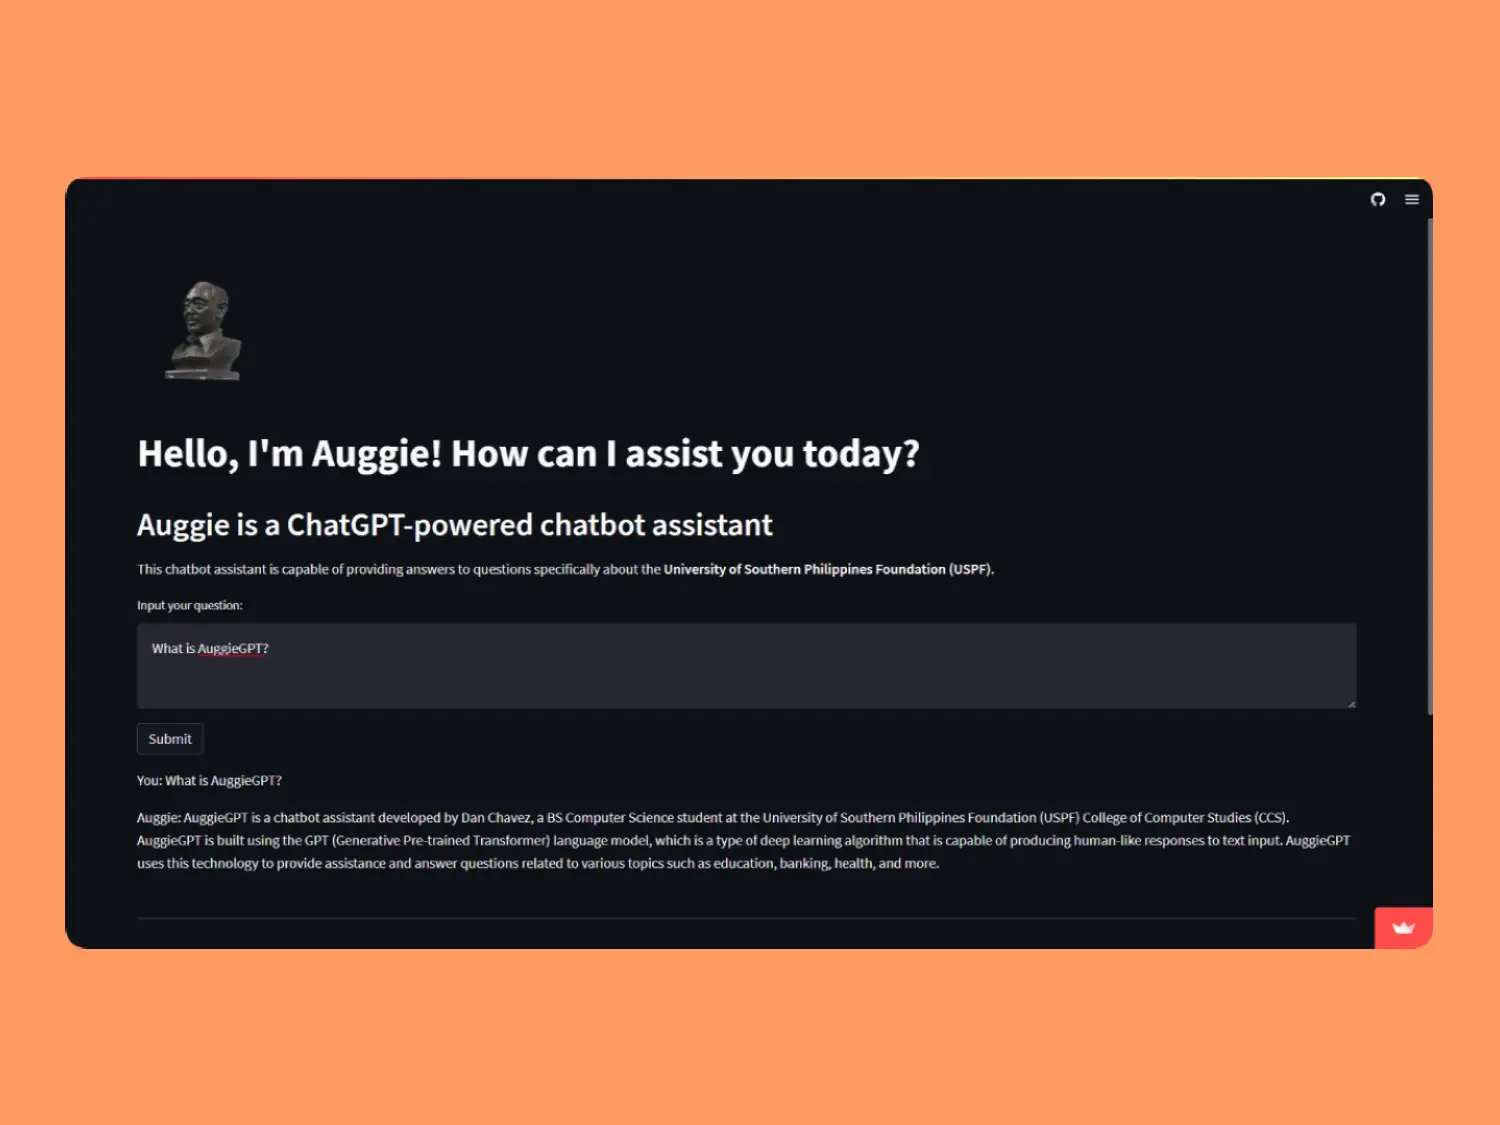 Hello, I'm Auggie! How can I assist you today?
Auggie is a ChatGPT-powered chatbot assistant
This chatbot assistant is capable of providing answers to questions specifically about the University of Southern Philippines Foundation (USPF).
Input your question:
What is AuggieGPT?
Submit
You: What is AuggieGPT?
Auggie: AuggieGPT is a chatbot assistant developed by Dan Chavez, a BS Computer Science student at the University of Southern Philippines Foundation (USPF) College of Computer Studies (CCS).
AuggieGPT is built using the GPT (Generative Pre-trained Transformer) language model, which is a type of deep learning algorithm that is capable of producing human-like responses to text input. AuggieGPT
uses this technology to provide assistance and answer questions related to various topics such as education, banking, health, and more.